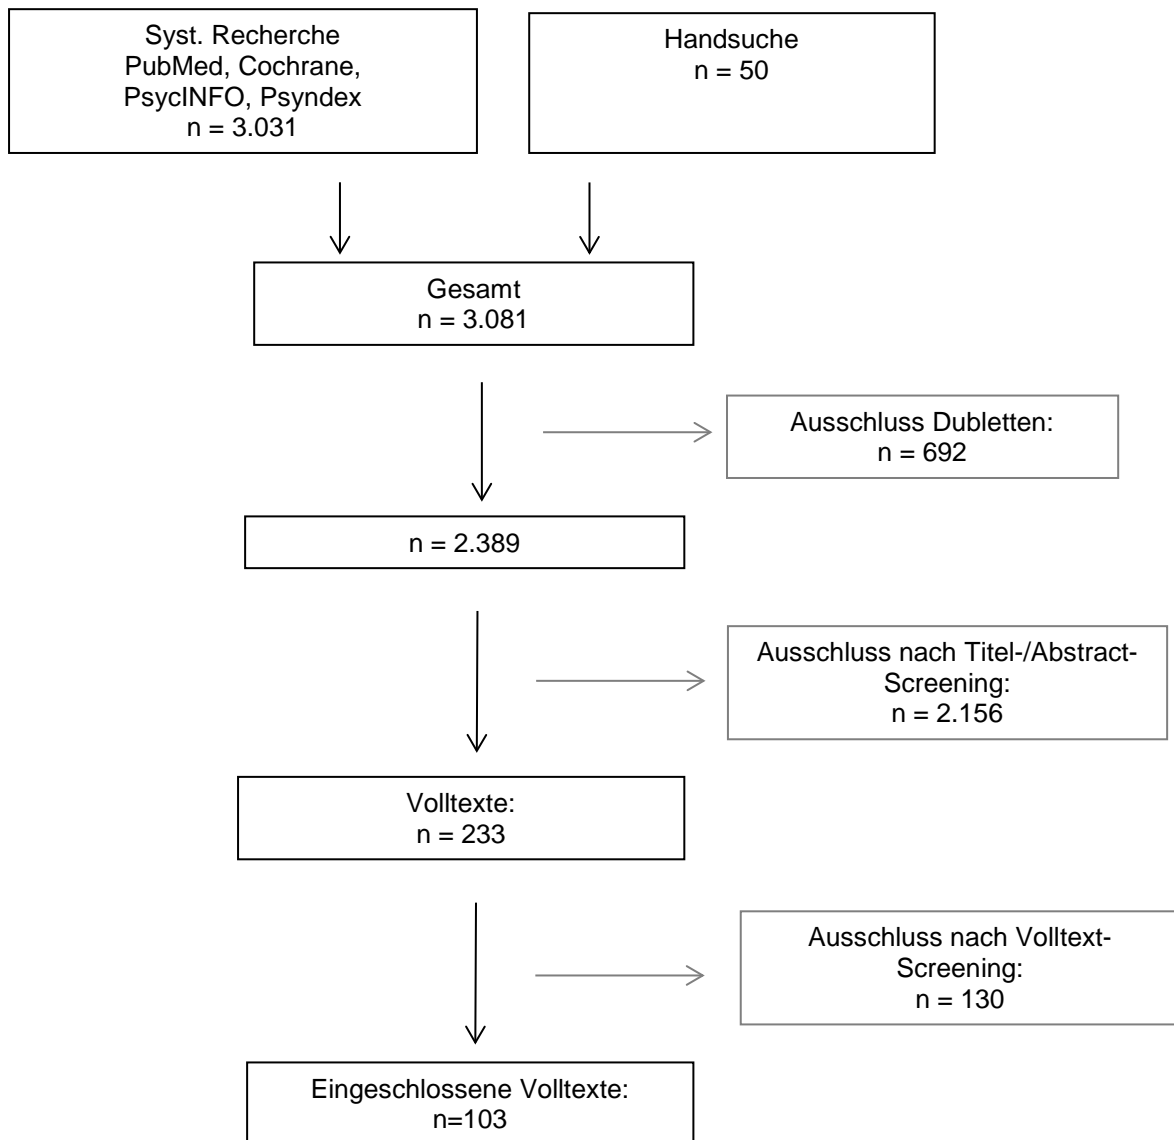 Syst. Recherche
PubMed, Cochrane,
PsycINFO, Psyndex
n = 3.031
Handsuche
n = 50
Gesamt
n = 3.081
Ausschluss Dubletten:
n = 692
n = 2.389
Ausschluss nach Titel-/Abstract-
Screening:
n = 2.156
Volltexte:
n = 233
Ausschluss nach Volltext-
Screening:
n = 130
Eingeschlossene Volltexte:
n=103